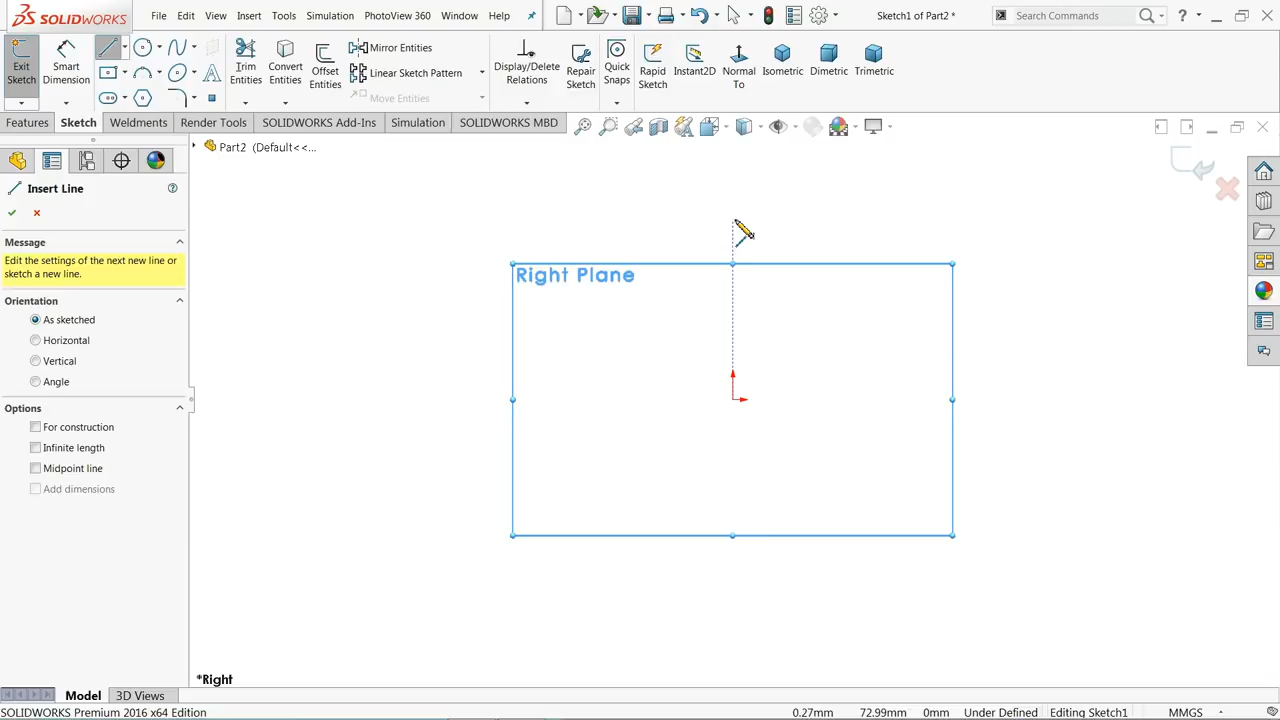 SOLIDWORKS File Edit View Insert Tools Simulation PhotoView 360 Window Help Sketch1 of Part2 * Search Commands ?
Exit Sketch Smart Dimension Trim Entities Convert Entities Offset Entities Mirror Entities Linear Sketch Pattern Move Entities Display/Delete Relations Repair Sketch Quick Snaps Rapid Sketch Instant2D Normal To Isometric Dimetric Trimetric
Features Sketch Weldments Render Tools SOLIDWORKS Add-Ins Simulation SOLIDWORKS MBD
Part2 (Default<<...
Insert Line ?
Message
Edit the settings of the next new line or
sketch a new line.
Orientation
As sketched
Horizontal
Vertical
Angle
Options
For construction
Infinite length
Midpoint line
Add dimensions
Right Plane
*Right
Model 3D Views
SOLIDWORKS Premium 2016 x64 Edition 0.27mm 72.99mm 0mm Under Defined Editing Sketch1 MMGS